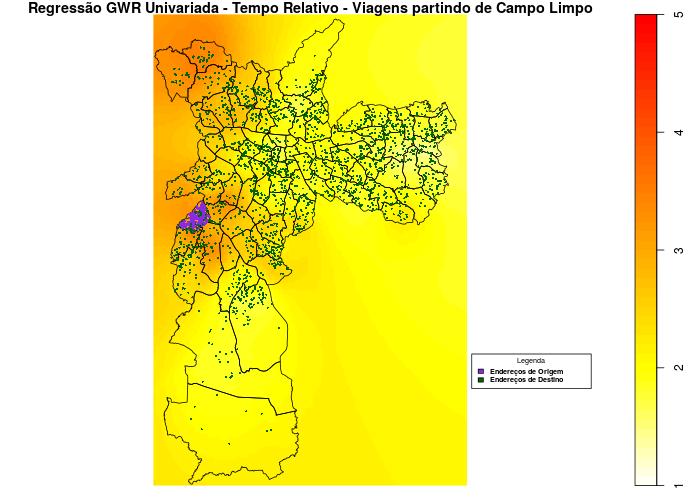 Regressão GWR Univariada - Tempo Relativo - Viagens partindo de Campo Limpo
5
4
3
2
1
Legenda
Endereços de Origem
Endereços de Destino